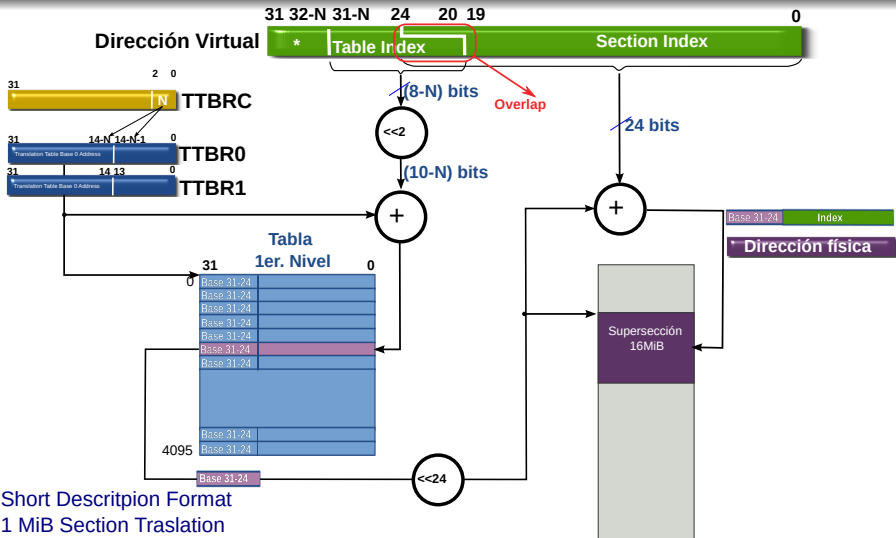 31 32-N 31-N 24 20 19 0
Dirección Virtual
*
Table Index
Section Index
31 2 0
N
TTBRC
(8-N) bits
Overlap
<<2
24 bits
31 14-N 14-N-1 0
Translation Table Base 0 Address
TTBR0
31 14 13 0
Translation Table Base 0 Address
TTBR1
(10-N) bits
+
+
Base 31-24 Index
Dirección física
Tabla
1er. Nivel
31 0
0
Base 31-24
Base 31-24
Base 31-24
Base 31-24
Base 31-24
Base 31-24
Base 31-24
Supersección
16MiB
Base 31-24
4095
Base 31-24
Base 31-24
<<24
Short Descritpion Format
1 MiB Section Traslation